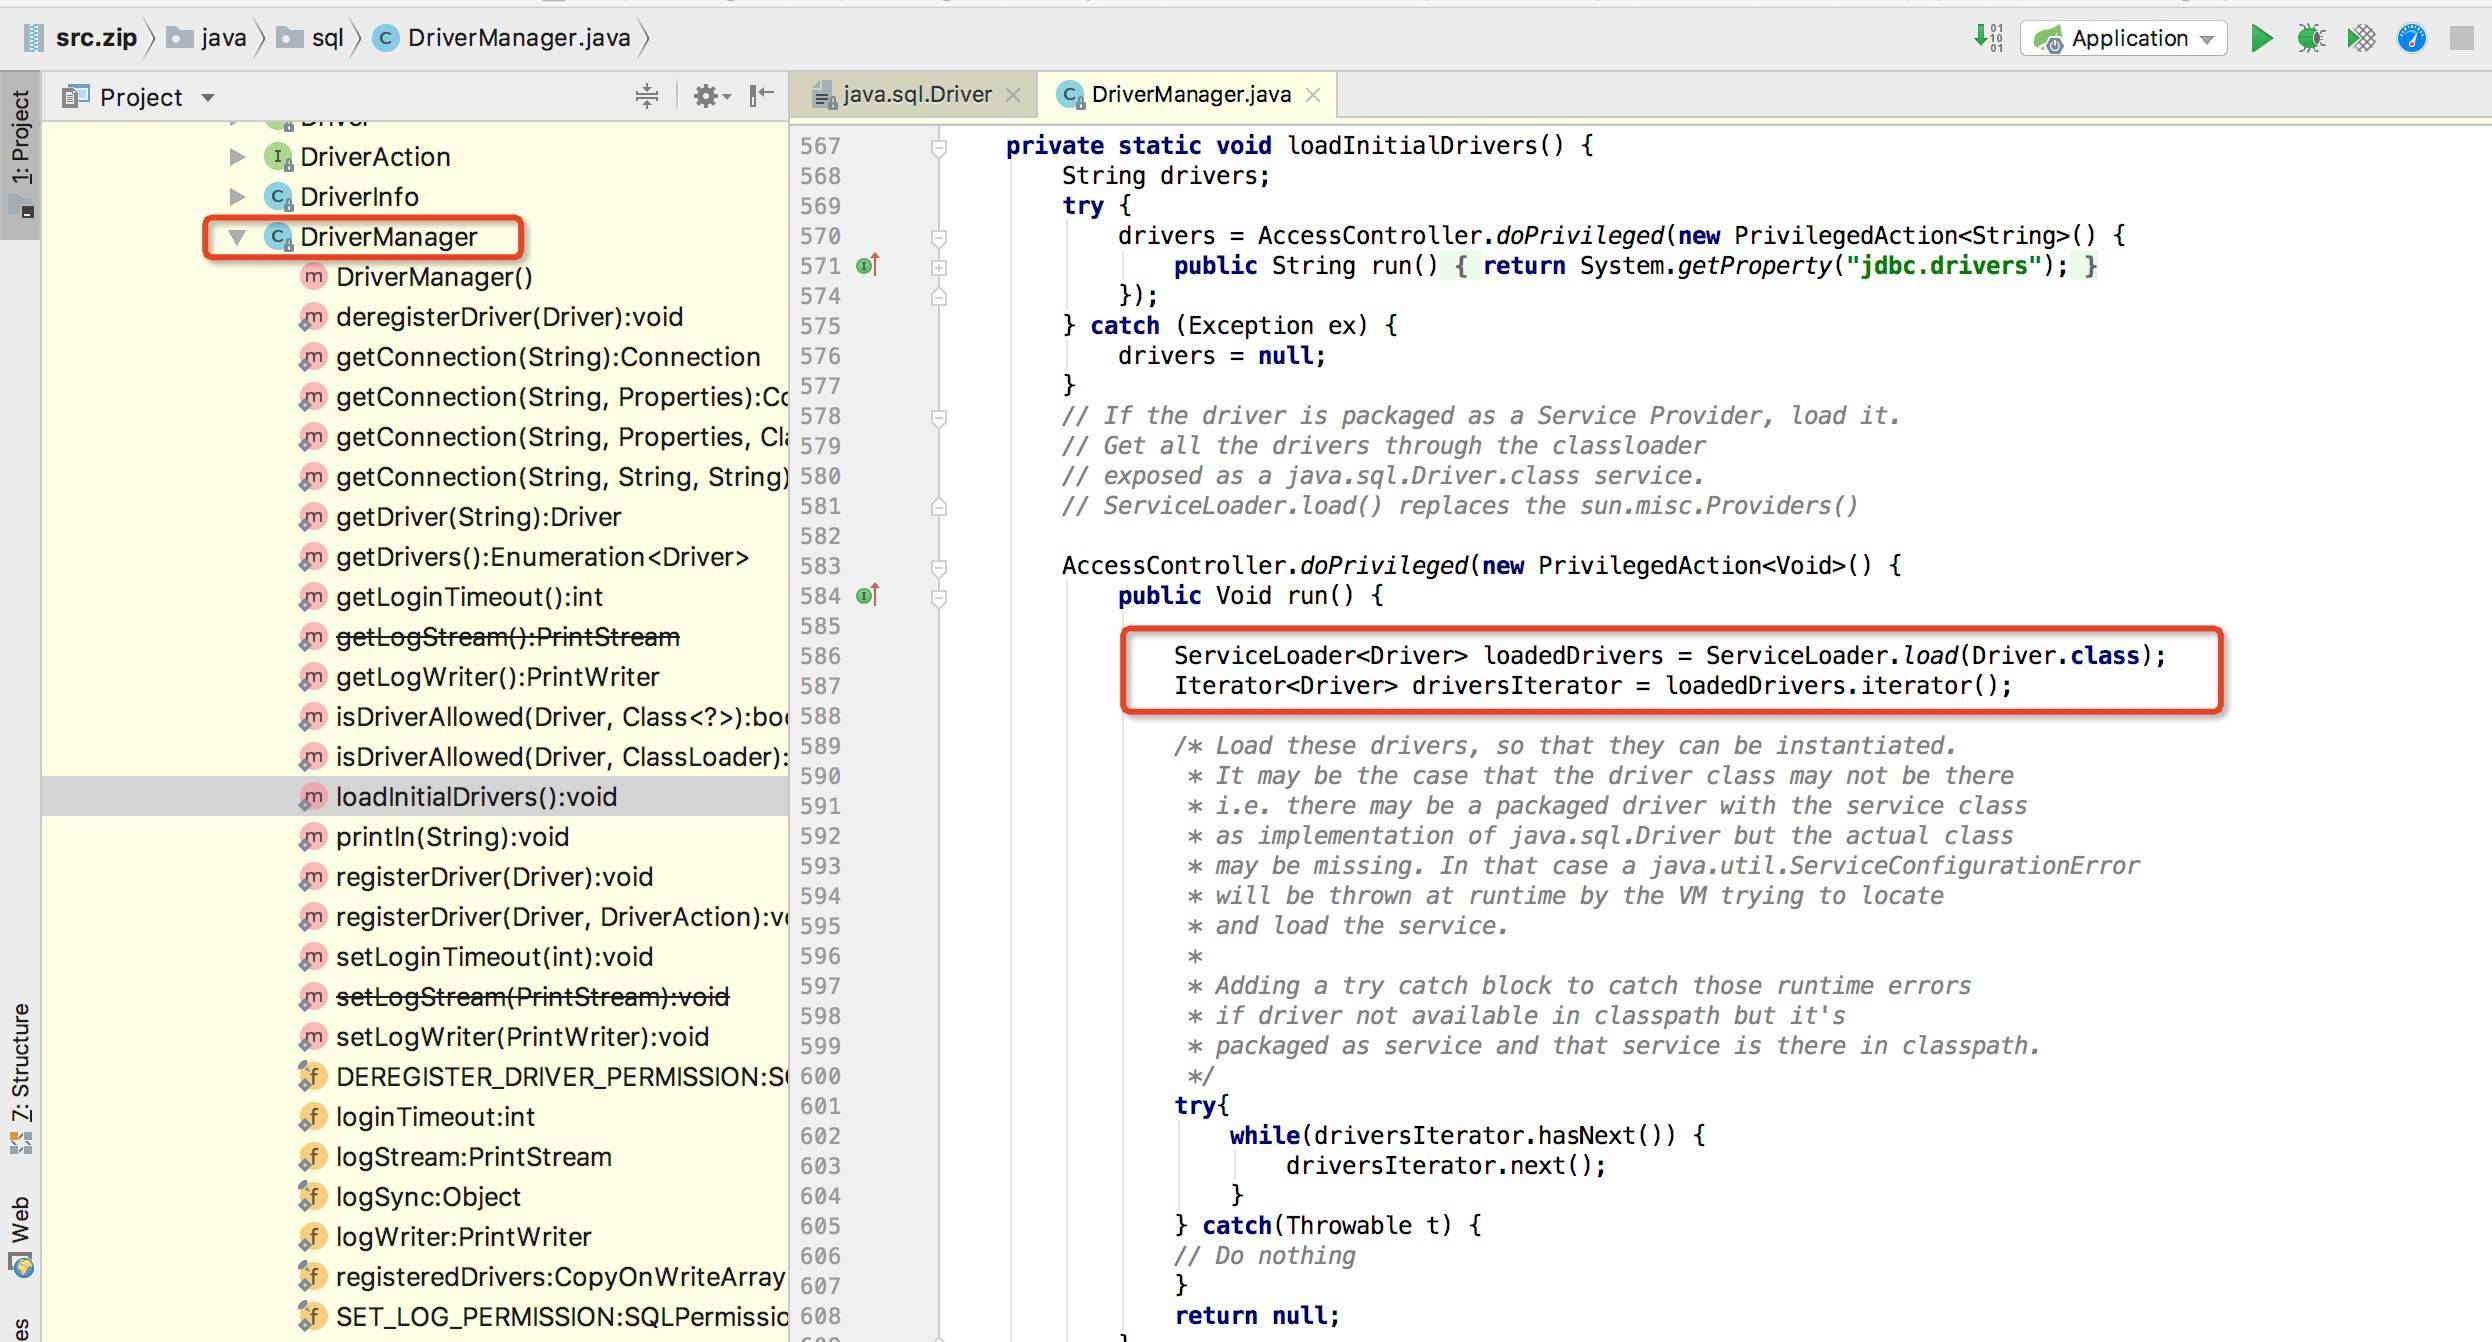 src.zip java sql DriverManager.java
Application
Project
java.sql.Driver
DriverManager.java
1: Project
Z: Structure
Web
Driver
DriverAction
DriverInfo
DriverManager
DriverManager()
deregisterDriver(Driver):void
getConnection(String):Connection
getConnection(String, Properties):Co
getConnection(String, Properties, Cla
getConnection(String, String, String)
getDriver(String):Driver
getDrivers():Enumeration<Driver>
getLoginTimeout():int
getLogStream():PrintStream
getLogWriter():PrintWriter
isDriverAllowed(Driver, Class<?>):boo
isDriverAllowed(Driver, ClassLoader):
loadInitialDrivers():void
println(String):void
registerDriver(Driver):void
registerDriver(Driver, DriverAction):vo
setLoginTimeout(int):void
setLogStream(PrintStream):void
setLogWriter(PrintWriter):void
DEREGISTER_DRIVER_PERMISSION:SQ
loginTimeout:int
logStream:PrintStream
logSync:Object
logWriter:PrintWriter
registeredDrivers:CopyOnWriteArray
SET_LOG_PERMISSION:SQLPermissio
567 private static void loadInitialDrivers() {
568 String drivers;
569 try {
570 drivers = AccessController.doPrivileged(new PrivilegedAction<String>() {
571 public String run() { return System.getProperty("jdbc.drivers"); }
574 });
575 } catch (Exception ex) {
576 drivers = null;
577 }
578 // If the driver is packaged as a Service Provider, load it.
579 // Get all the drivers through the classloader
580 // exposed as a java.sql.Driver.class service.
581 // ServiceLoader.load() replaces the sun.misc.Providers()
582
583 AccessController.doPrivileged(new PrivilegedAction<Void>() {
584 public Void run() {
585
586 ServiceLoader<Driver> loadedDrivers = ServiceLoader.load(Driver.class);
587 Iterator<Driver> driversIterator = loadedDrivers.iterator();
588
589 /* Load these drivers, so that they can be instantiated.
590 * It may be the case that the driver class may not be there
591 * i.e. there may be a packaged driver with the service class
592 * as implementation of java.sql.Driver but the actual class
593 * may be missing. In that case a java.util.ServiceConfigurationError
594 * will be thrown at runtime by the VM trying to locate
595 * and load the service.
596 *
597 * Adding a try catch block to catch those runtime errors
598 * if driver not available in classpath but it's
599 * packaged as service and that service is there in classpath.
600 */
601 try{
602 while(driversIterator.hasNext()) {
603 driversIterator.next();
604 }
605 } catch(Throwable t) {
606 // Do nothing
607 }
608 return null;